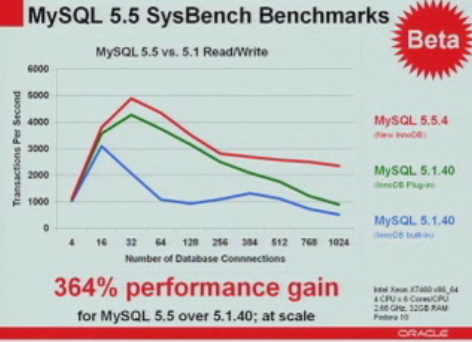 MySQL 5.5 SysBench Benchmarks
Beta
MySQL 5.5 vs. 5.1 Read/Write
Transactions Per Second
6000
5000
4000
3000
2000
1000
0
4 16 32 64 128 256 384 512 768 1024
Number of Database Connnections
MySQL 5.5.4
(New InnoDB)
MySQL 5.1.40
(InnoDB Plug-in)
MySQL 5.1.40
(InnoDB built-in)
364% performance gain
for MySQL 5.5 over 5.1.40; at scale
Intel Xeon X7460 x86_64
4 CPU x 6 Cores/CPU
2.66 GHz, 32GB RAM
Fedora 10
ORACLE